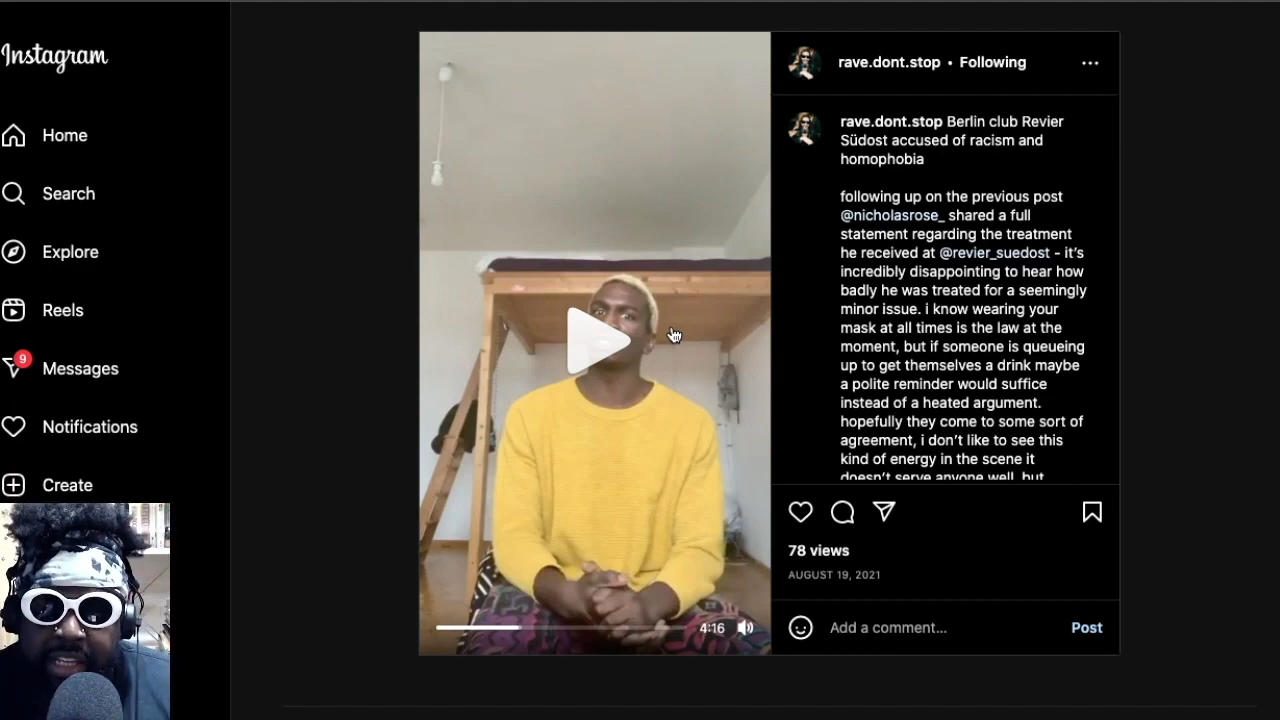 Instagram
Home
Search
Explore
Reels
9
Messages
Notifications
Create
4:16
rave.dont.stop • Following
rave.dont.stop Berlin club Revier
Südost accused of racism and
homophobia
following up on the previous post
@nicholasrose_ shared a full
statement regarding the treatment
he received at @revier_suedost - it’s
incredibly disappointing to hear how
badly he was treated for a seemingly
minor issue. i know wearing your
mask at all times is the law at the
moment, but if someone is queueing
up to get themselves a drink maybe
a polite reminder would suffice
instead of a heated argument.
hopefully they come to some sort of
agreement, i don’t like to see this
kind of energy in the scene it
doesn’t serve anyone well, but
78 views
AUGUST 19, 2021
Add a comment...
Post